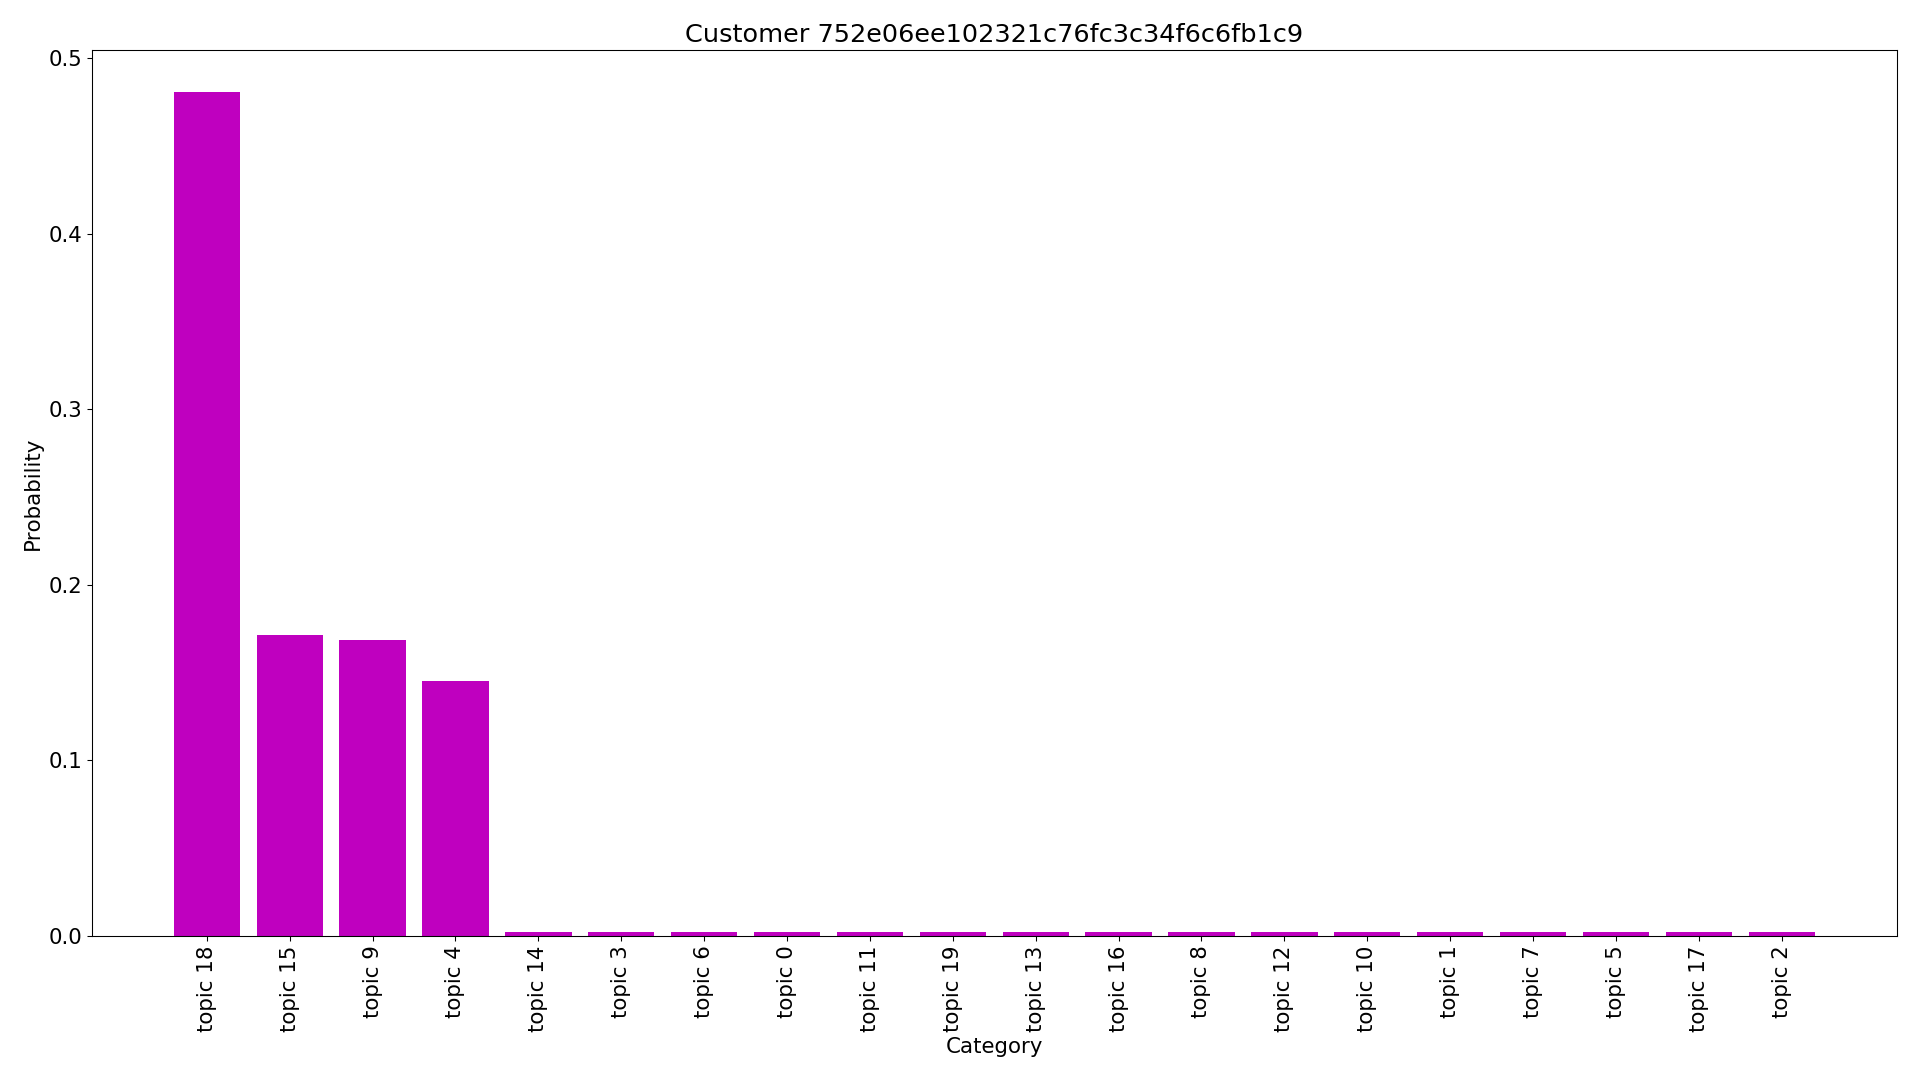 Customer 752e06ee102321c76fc3c34f6c6fb1c9
0.5
0.4
0.3
0.2
0.1
0.0
Probability
topic 18
topic 15
topic 9
topic 4
topic 14
topic 3
topic 6
topic 0
topic 11
topic 19
topic 13
topic 16
topic 8
topic 12
topic 10
topic 1
topic 7
topic 5
topic 17
topic 2
Category